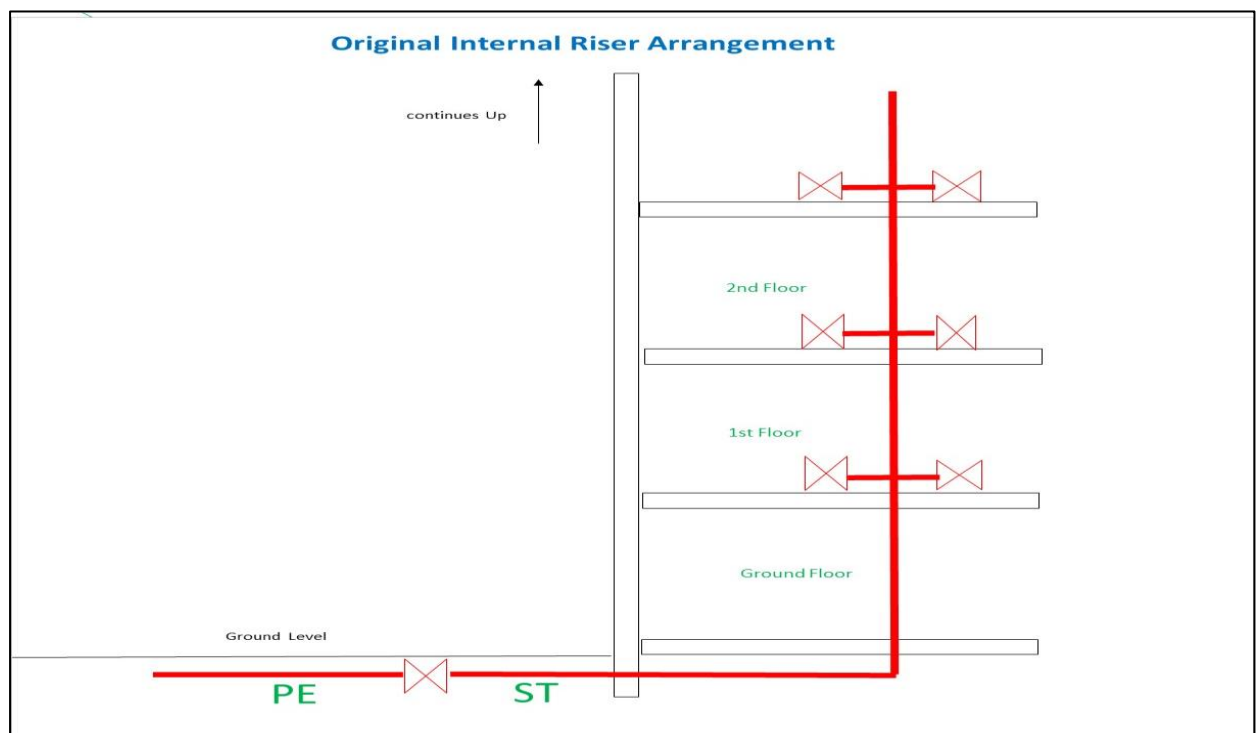 Original Internal Riser Arrangement
continues Up
2nd Floor
1st Floor
Ground Floor
Ground Level
PE
ST